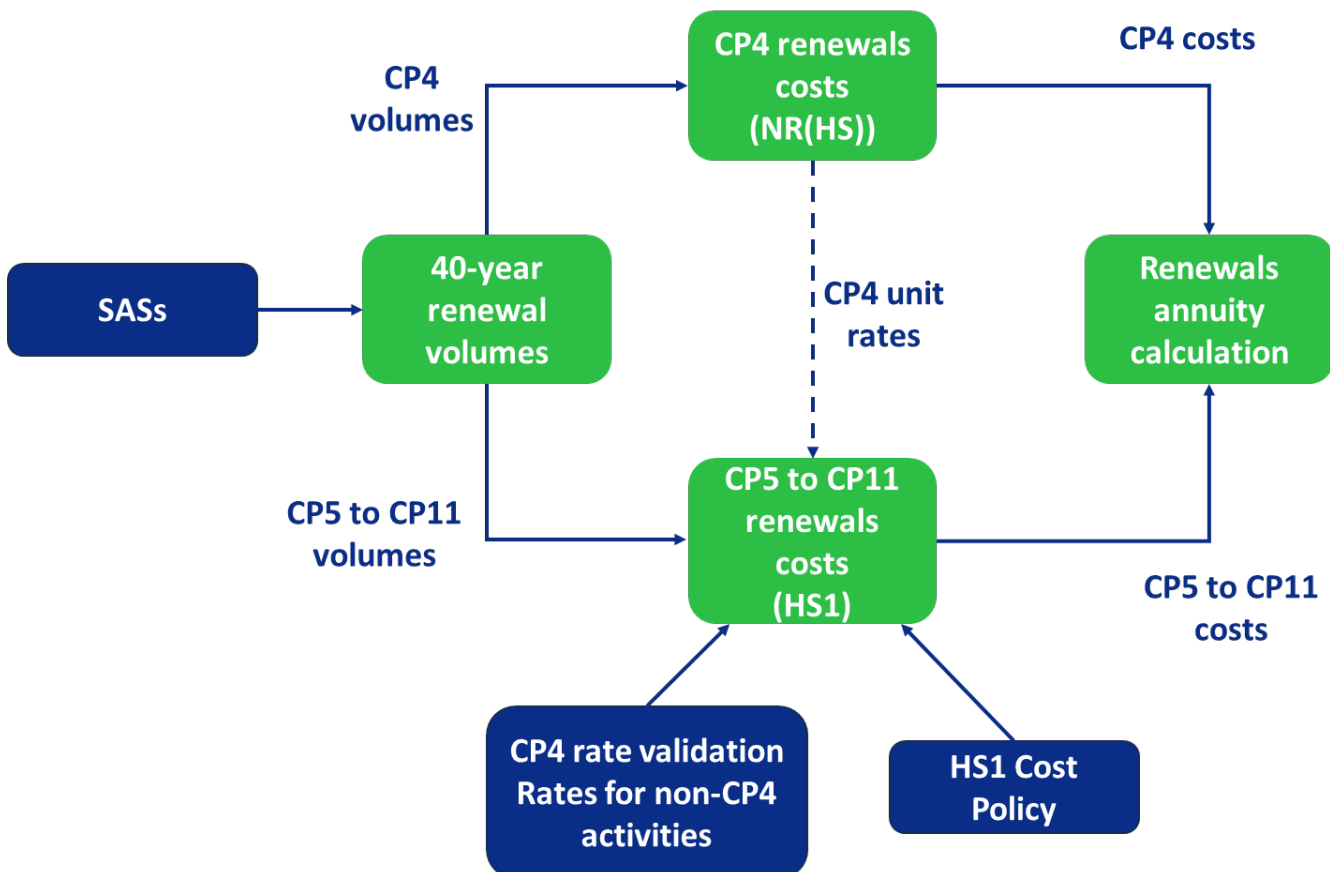 CP4 renewals
costs
(NR(HS))
CP4 costs
CP4
volumes
SASs
40-year
renewal
volumes
CP4 unit
rates
Renewals
annuity
calculation
CP5 to CP11
volumes
CP5 to CP11
renewals
costs
(HS1)
CP5 to CP11
costs
CP4 rate validation
Rates for non-CP4
activities
HS1 Cost
Policy